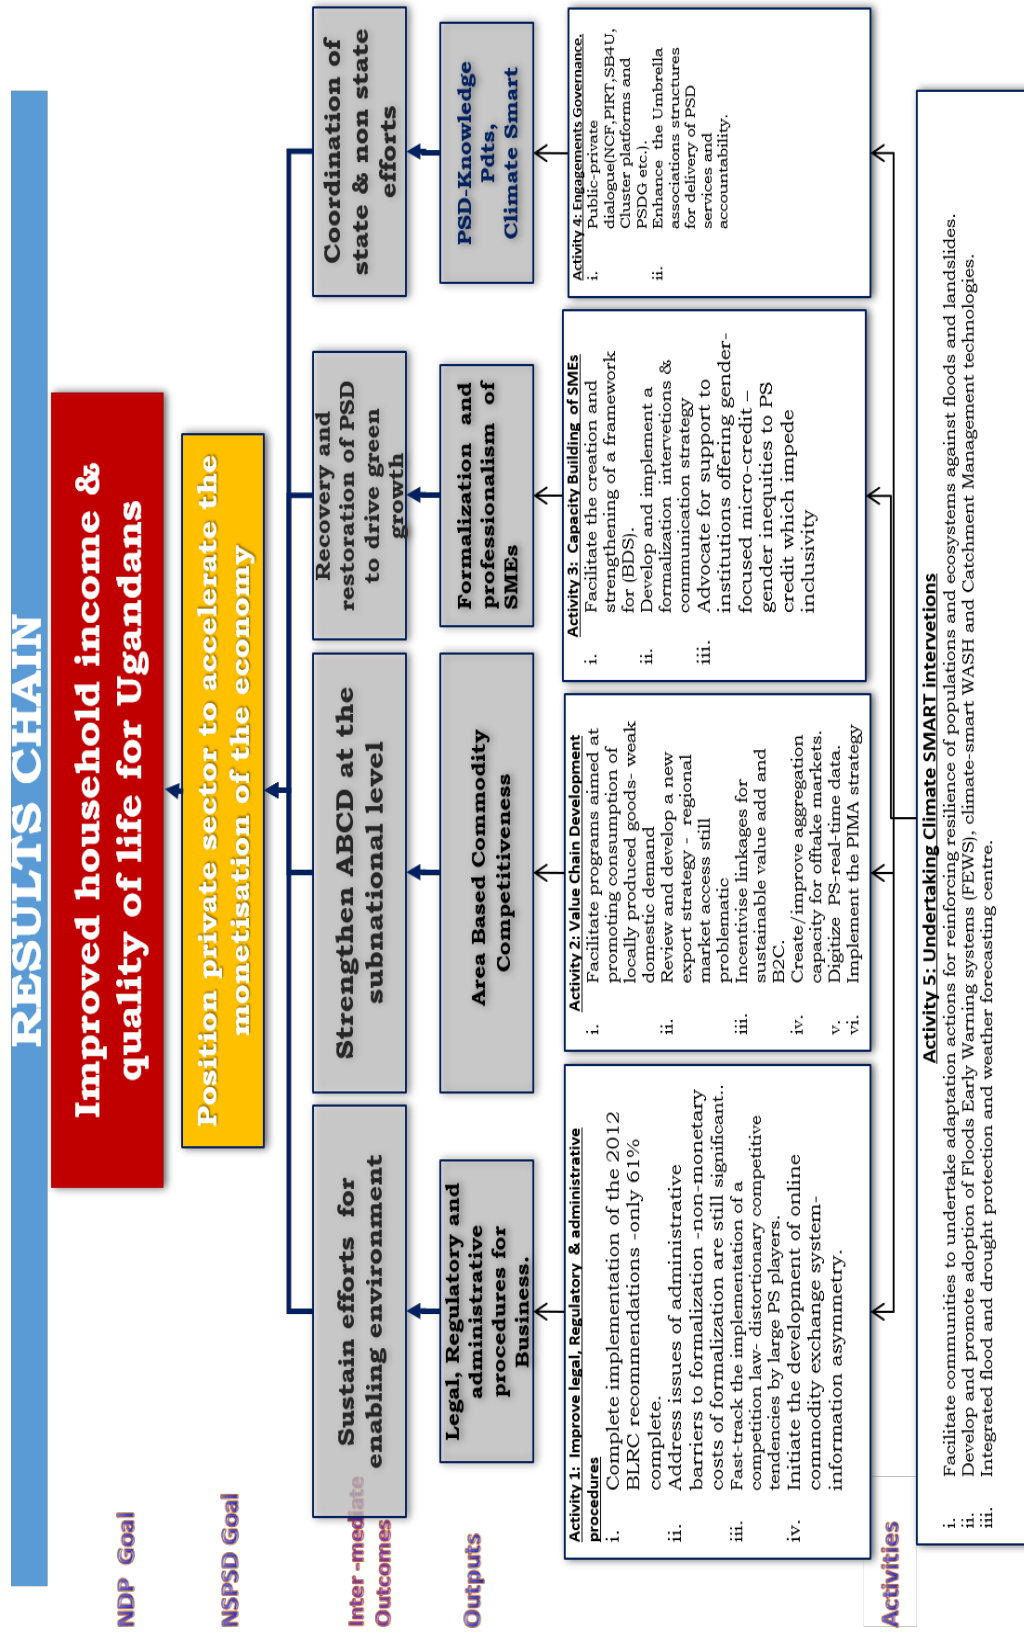 RESULTS CHAIN
NDP Goal
Improved household income &
quality of life for Ugandans
NSPSD Goal
Position private sector to accelerate the
monetisation of the economy
Inter-mediate
Outcomes
Sustain efforts for
enabling environment
Strengthen ABCD at the
subnational level
Recovery and
restoration of PSD
to drive green
growth
Coordination of
state & non state
efforts
Outputs
Legal, Regulatory and
administrative
procedures for
Business.
Area Based Commodity
Competitiveness
Formalization and
professionalism of
SMEs
PSD-Knowledge
Pdts,
Climate Smart
Activities
Activity 1: Improve legal, Regulatory & administrative
procedures
i. Complete implementation of the 2012
BLRC recommendations -only 61%
complete.
ii. Address issues of administrative
barriers to formalization -non-monetary
costs of formalization are still significant..
iii. Fast-track the implementation of a
competition law- distortionary competitive
tendencies by large PS players.
iv. Initiate the development of online
commodity exchange system-
information asymmetry.
Activity 2: Value Chain Development
i. Facilitate programs aimed at
promoting consumption of
locally produced goods- weak
domestic demand
ii. Review and develop a new
export strategy - regional
market access still
problematic
iii. Incentivise linkages for
sustainable value add and
B2C.
iv. Create/improve aggregation
capacity for offtake markets.
v. Digitize PS-real-time data.
vi. Implement the PIMA strategy
Activity 3: Capacity Building of SMEs
i. Facilitate the creation and
strengthening of a framework
for (BDS).
ii. Develop and implement a
formalization intervetions &
communication strategy
iii. Advocate for support to
institutions offering gender-
focused micro-credit –
gender inequities to PS
credit which impede
inclusivity
Activity 4: Engagements Governance.
i. Public-private
dialogue(NCF,PIRT,SB4U,
Cluster platforms and
PSDG etc.).
ii. Enhance the Umbrella
associations structures
for delivery of PSD
services and
accountability.
Activity 5: Undertaking Climate SMART intervetions
i. Facilitate communities to undertake adaptation actions for reinforcing resilience of populations and ecosystems against floods and landslides.
ii. Develop and promote adoption of Floods Early Warning systems (FEWS), climate-smart WASH and Catchment Management technologies.
iii. Integrated flood and drought protection and weather forecasting centre.